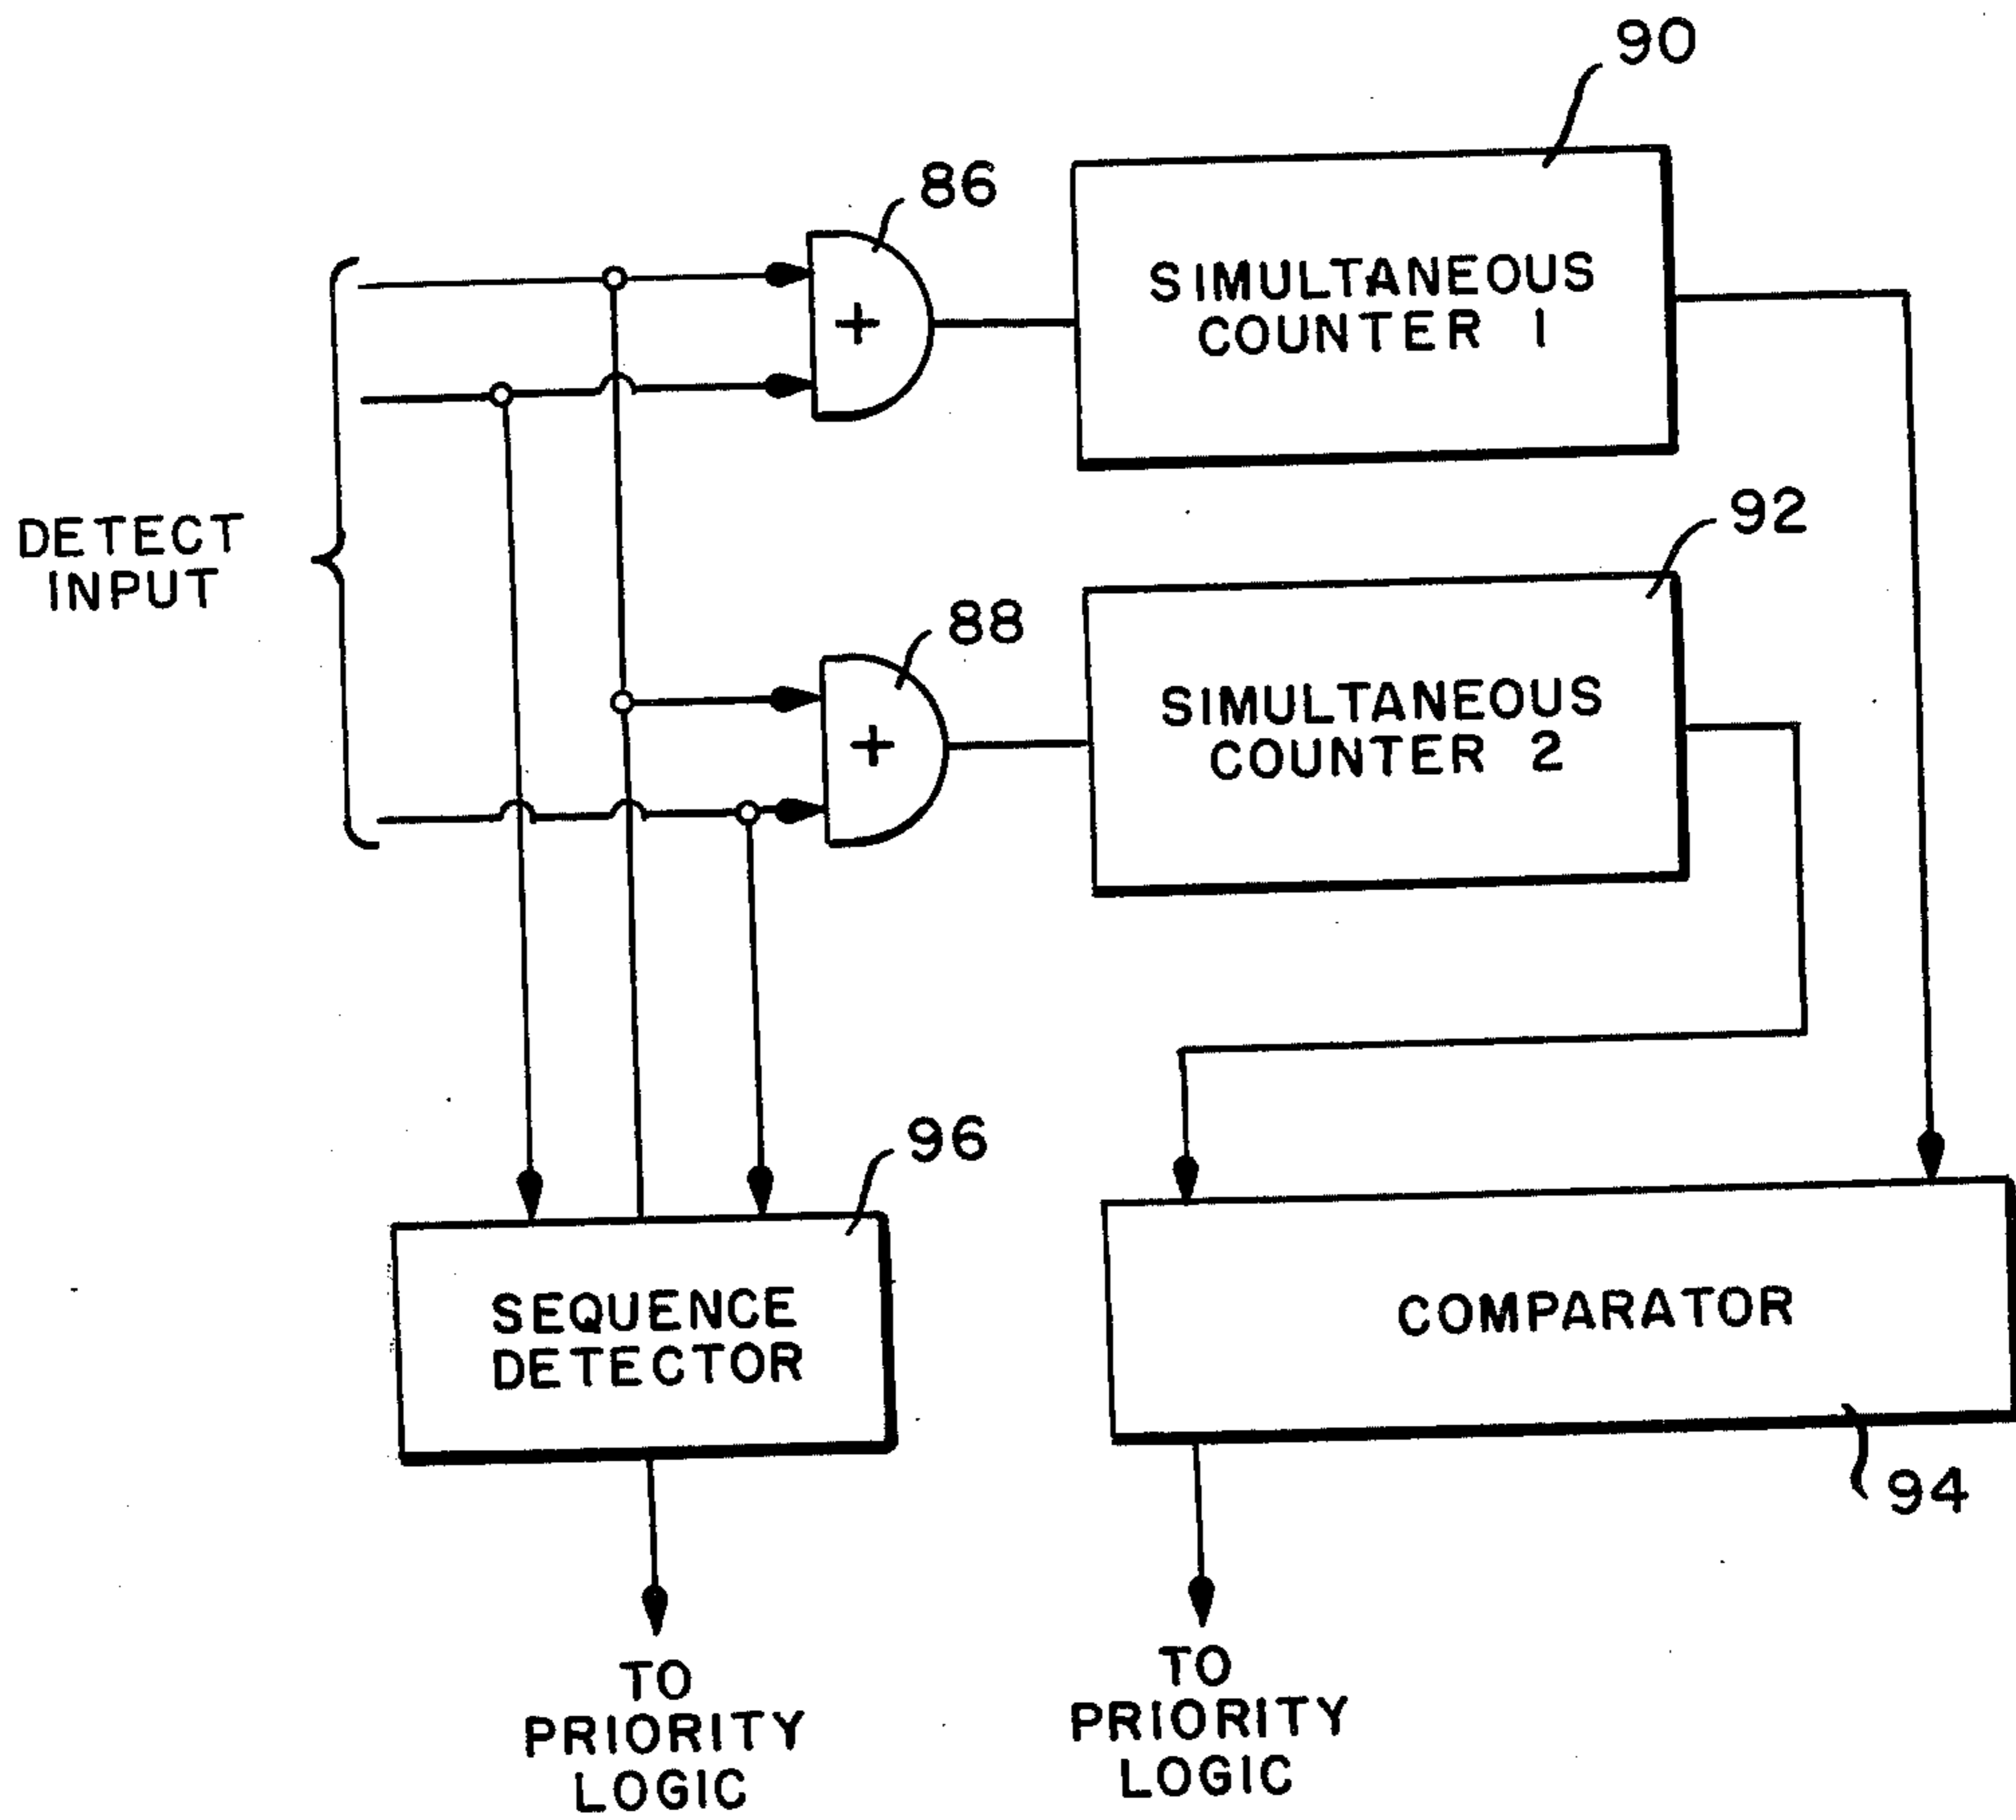 90
86
SIMULTANEOUS
COUNTER 1
+
92
DETECT
INPUT
88
SIMULTANEOUS
COUNTER 2
+
96
SEQUENCE
DETECTOR
COMPARATOR
94
TO
PRIORITY
LOGIC
TO
PRIORITY
LOGIC